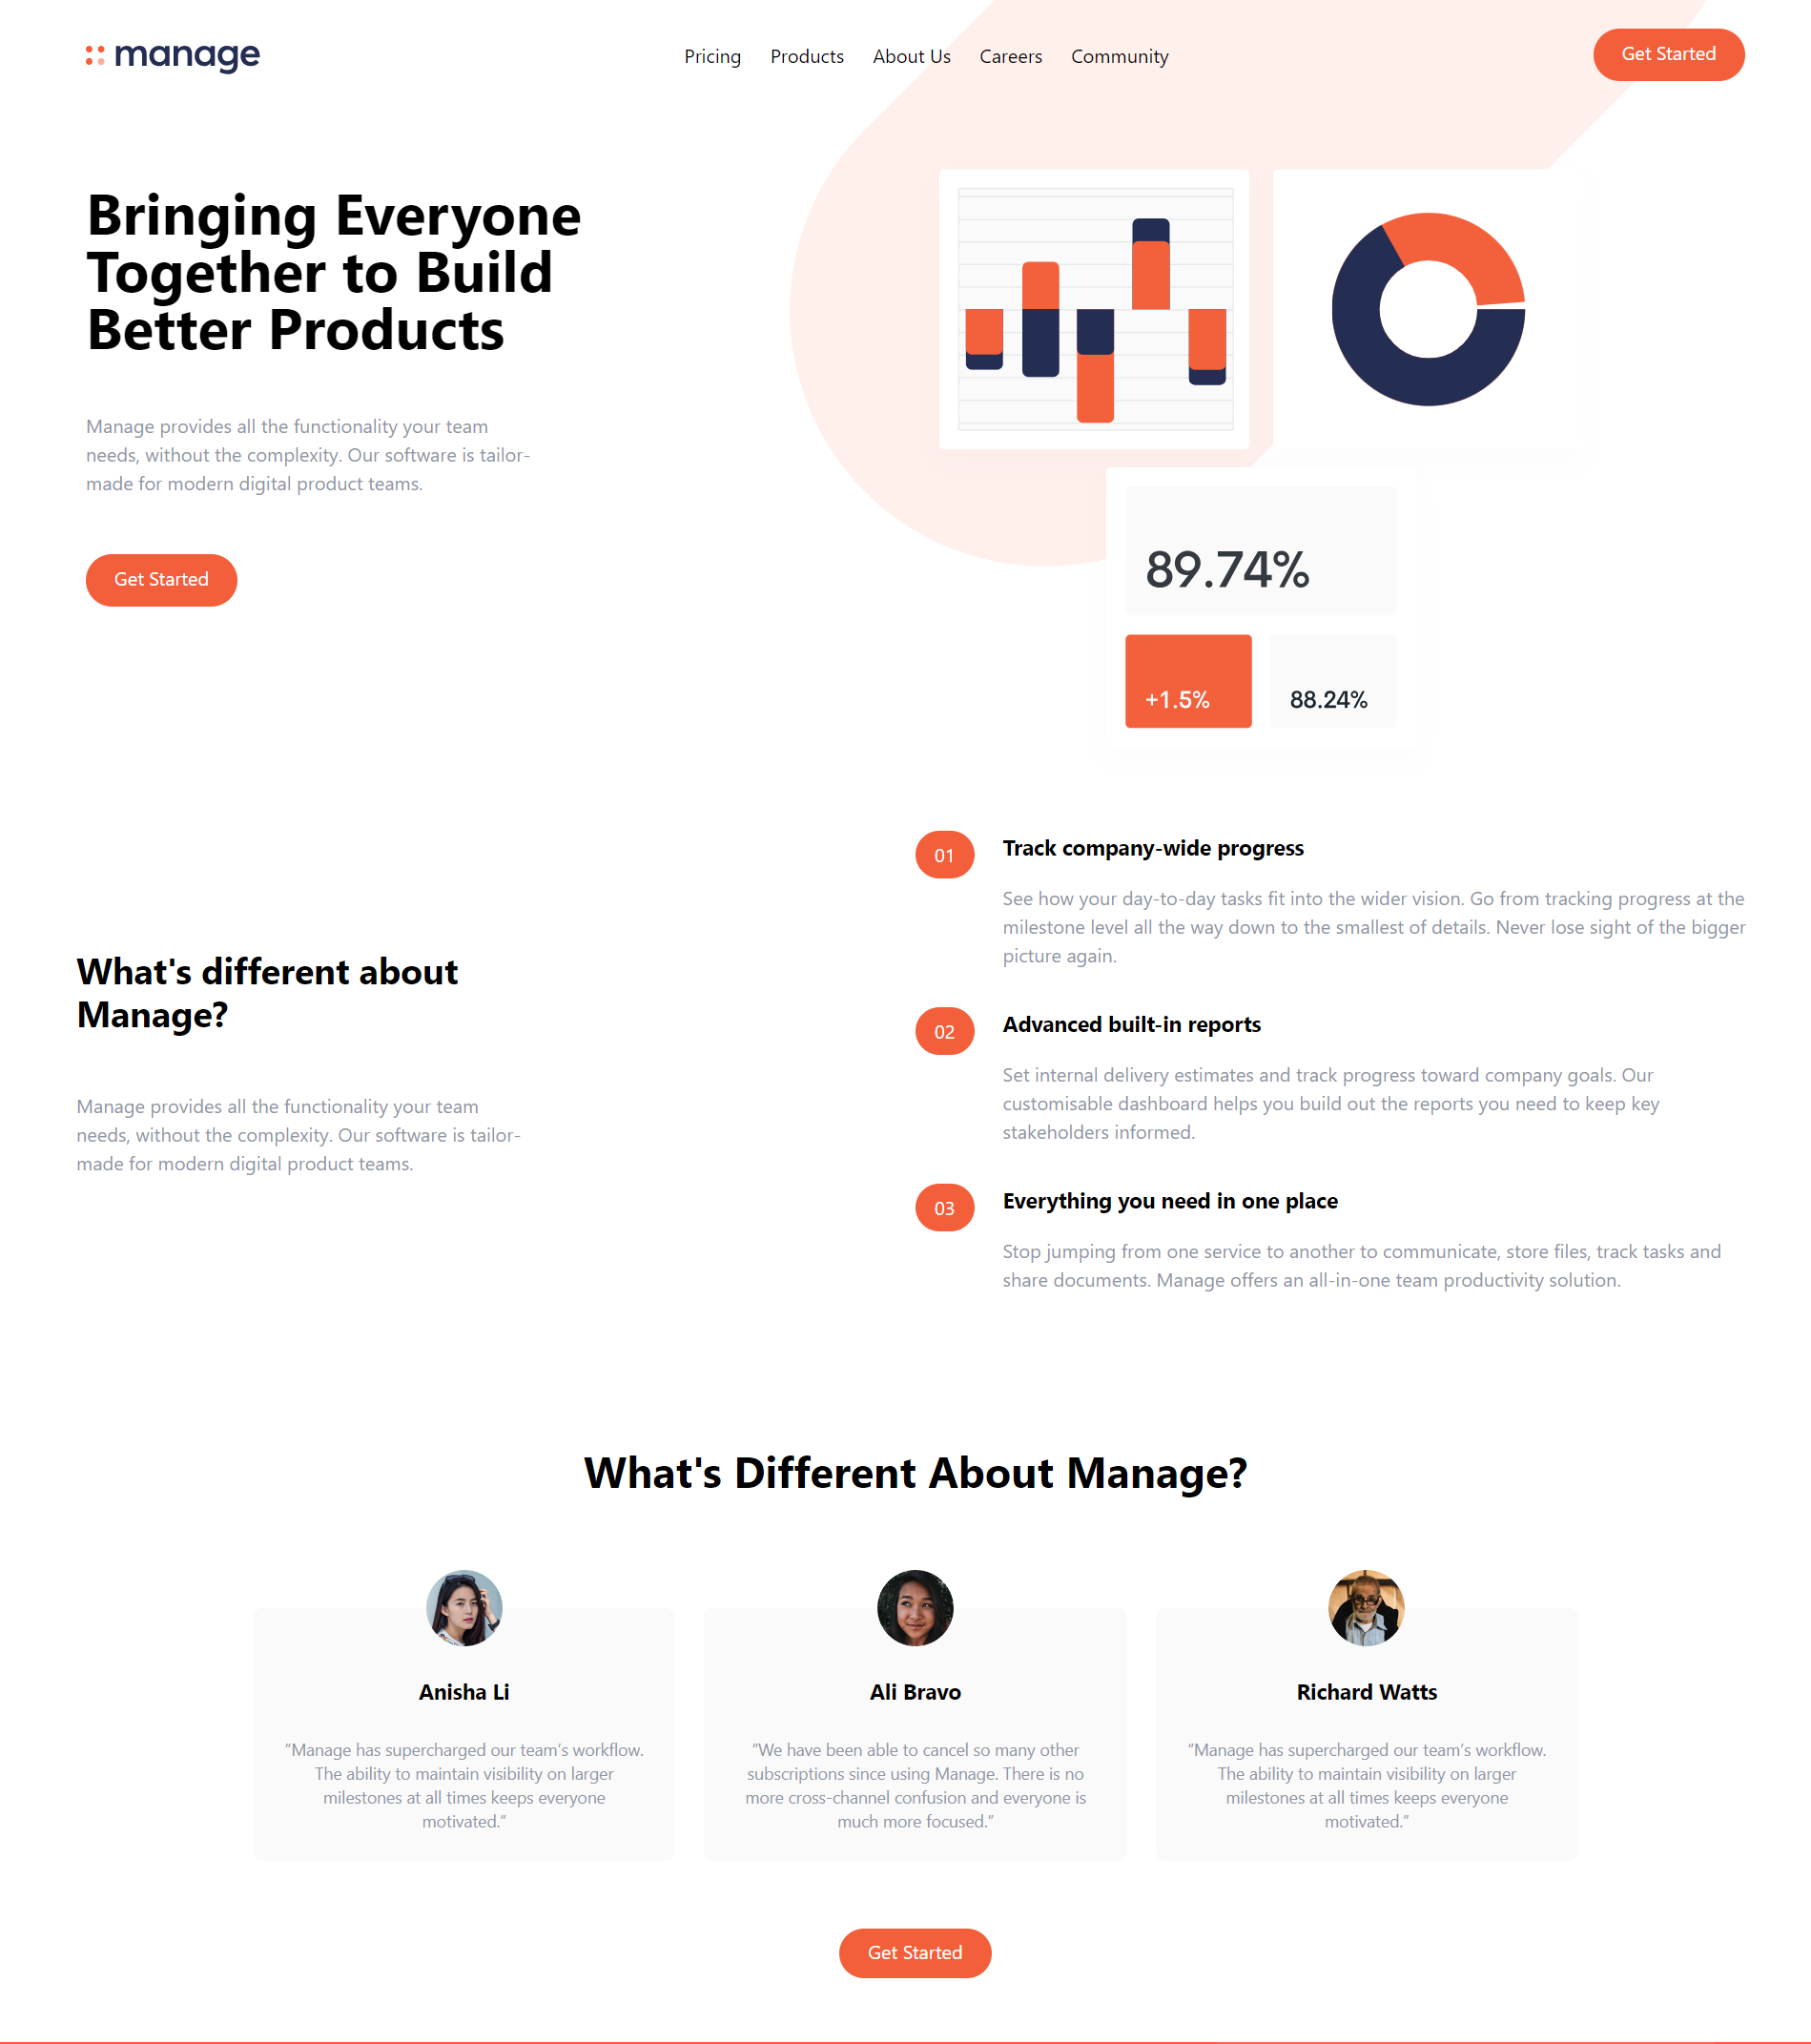 manage
Pricing Products About Us Careers Community
Get Started
Bringing Everyone
Together to Build
Better Products
Manage provides all the functionality your team
needs, without the complexity. Our software is tailor-
made for modern digital product teams.
Get Started
89.74%
+1.5%
88.24%
What's different about
Manage?
Manage provides all the functionality your team
needs, without the complexity. Our software is tailor-
made for modern digital product teams.
01
Track company-wide progress
See how your day-to-day tasks fit into the wider vision. Go from tracking progress at the
milestone level all the way down to the smallest of details. Never lose sight of the bigger
picture again.
02
Advanced built-in reports
Set internal delivery estimates and track progress toward company goals. Our
customisable dashboard helps you build out the reports you need to keep key
stakeholders informed.
03
Everything you need in one place
Stop jumping from one service to another to communicate, store files, track tasks and
share documents. Manage offers an all-in-one team productivity solution.
What's Different About Manage?
Anisha Li
“Manage has supercharged our team’s workflow.
The ability to maintain visibility on larger
milestones at all times keeps everyone
motivated.”
Ali Bravo
“We have been able to cancel so many other
subscriptions since using Manage. There is no
more cross-channel confusion and everyone is
much more focused.”
Richard Watts
“Manage has supercharged our team’s workflow.
The ability to maintain visibility on larger
milestones at all times keeps everyone
motivated.”
Get Started